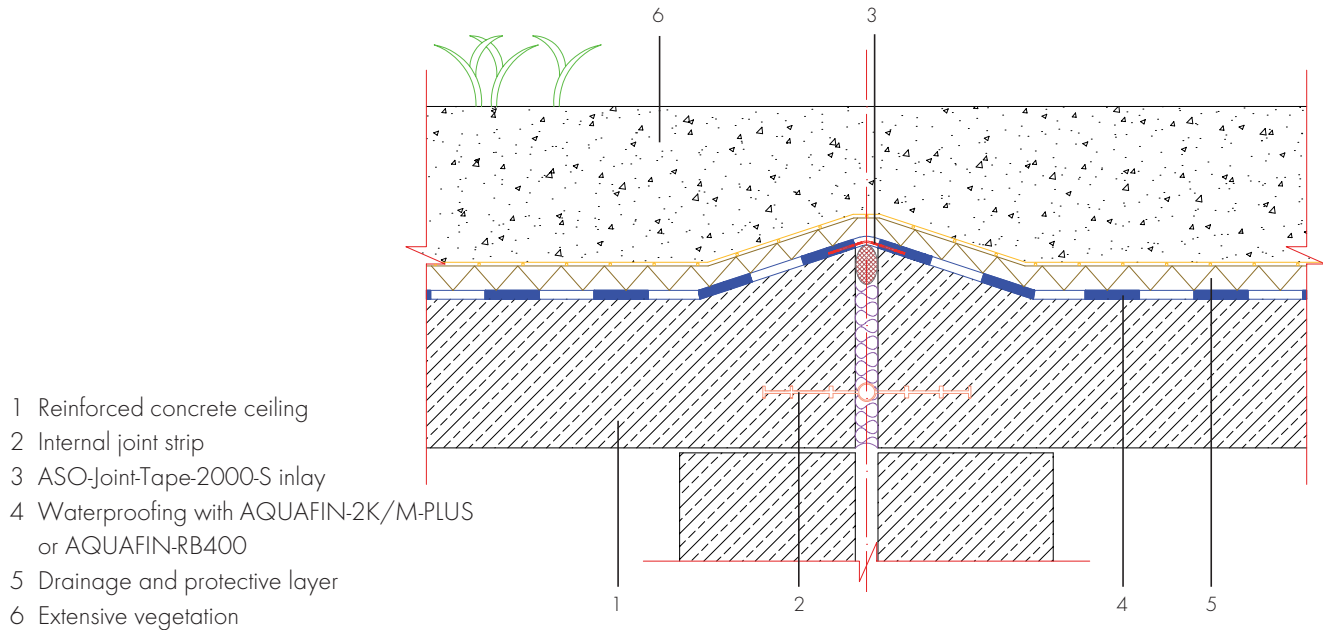 6
3
1 Reinforced concrete ceiling
2 Internal joint strip
3 ASO-Joint-Tape-2000-S inlay
4 Waterproofing with AQUAFIN-2K/M-PLUS
or AQUAFIN-RB400
5 Drainage and protective layer
6 Extensive vegetation
1
2
4
5